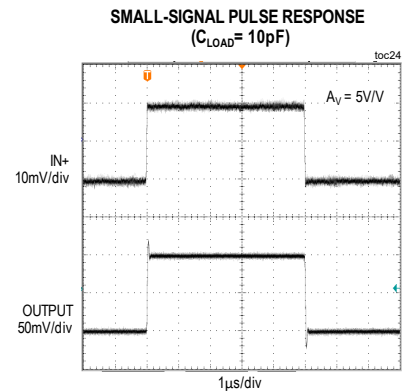 SMALL-SIGNAL PULSE RESPONSE
(CLOAD= 10pF)
toc24
T
AV = 5V/V
IN+
10mV/div
OUTPUT
50mV/div
1μs/div